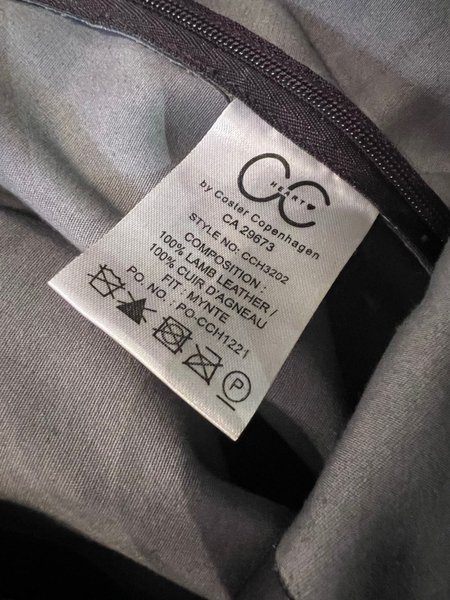 CC
HEART♥
by Coster Copenhagen
CA 29673
STYLE NO: CCH3202
COMPOSITION :
100% LAMB LEATHER /
100% CUIR D'AGNEAU
FIT : MYNTE
PO. NO. : PO-CCH1221
P